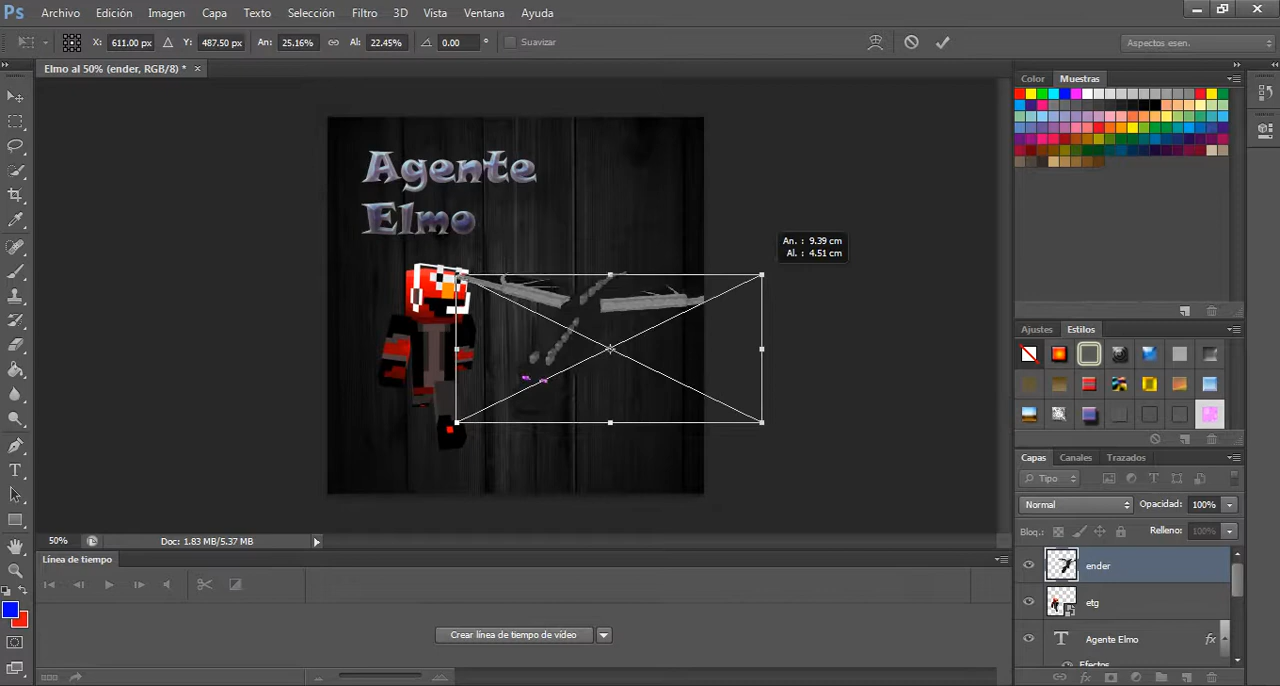 Ps Archivo Edición Imagen Capa Texto Selección Filtro 3D Vista Ventana Ayuda
X: 611.00 px Y: 487.50 px An: 25.16% Al: 22.45% 0.00 ° Suavizar Aspectos esen.
Elmo al 50% (ender, RGB/8) * ×
Color Muestras
Agente
Elmo
An. : 9.39 cm
Al. : 4.51 cm
Ajustes Estilos
Capas Canales Trazados
Tipo
Normal Opacidad: 100%
Bloq.: Relleno: 100%
50% Doc: 1.83 MB/5.37 MB
ender
Línea de tiempo
etg
Crear línea de tiempo de vídeo
T Agente Elmo fx
Efectos